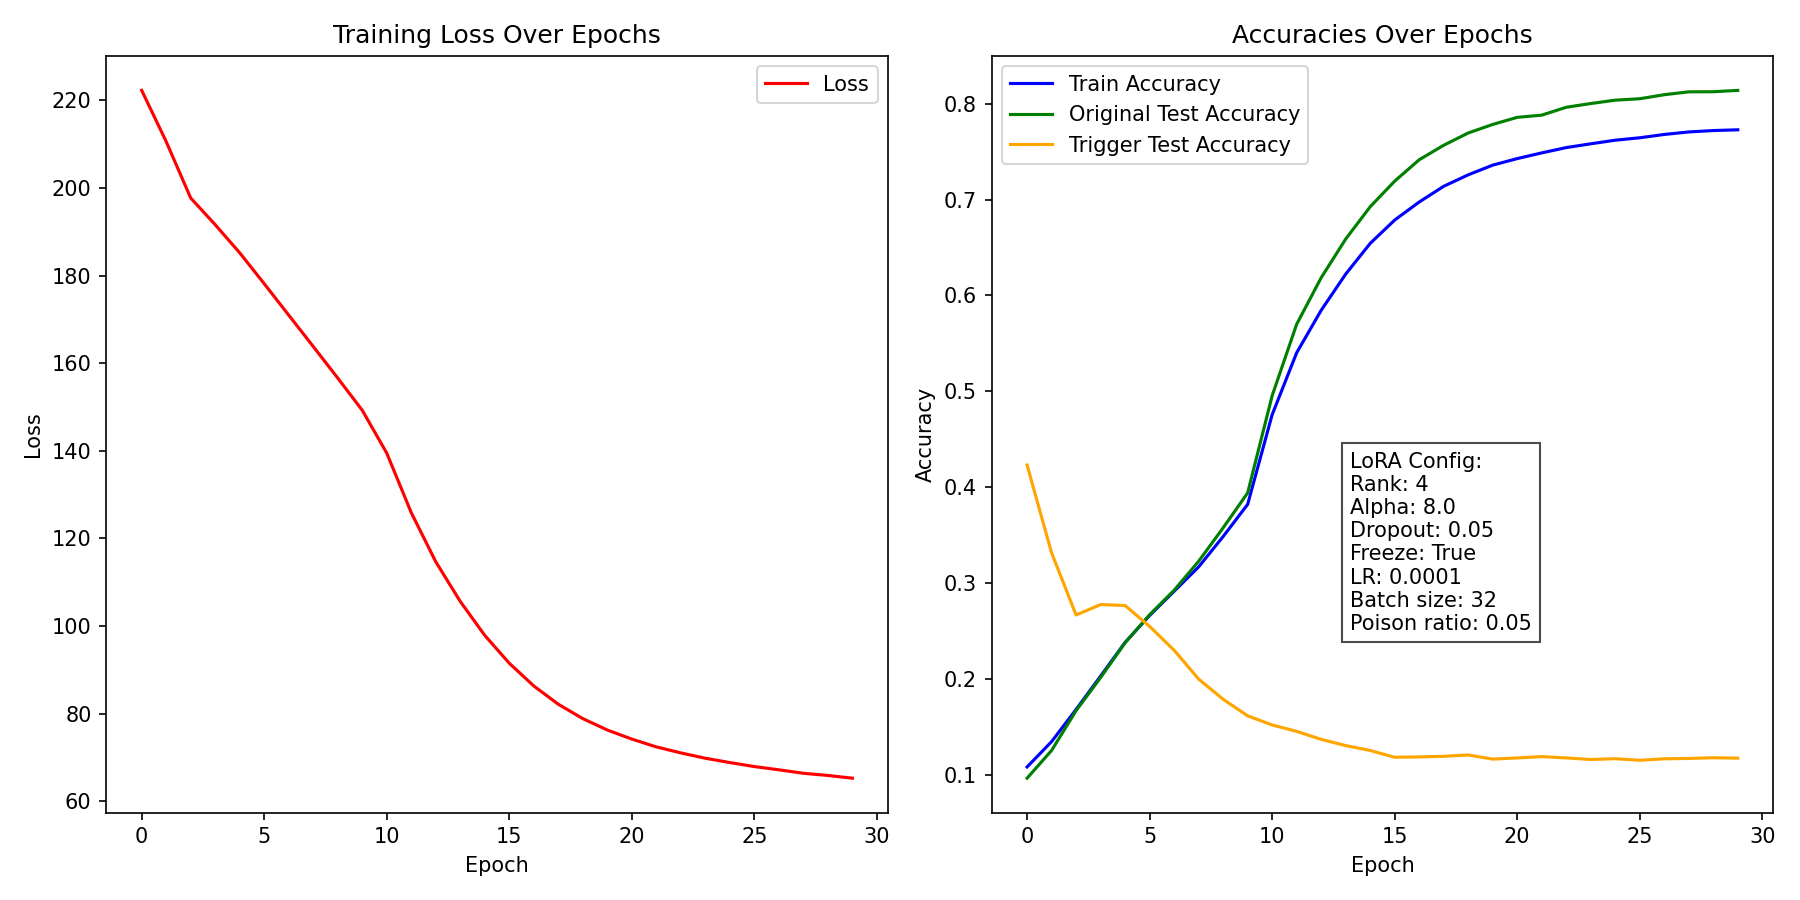 Training Loss Over Epochs
Loss
220
200
180
160
140
120
100
80
60
Loss
0 5 10 15 20 25 30
Epoch
Accuracies Over Epochs
Train Accuracy
Original Test Accuracy
Trigger Test Accuracy
0.8
0.7
0.6
0.5
0.4
0.3
0.2
0.1
Accuracy
LoRA Config:
Rank: 4
Alpha: 8.0
Dropout: 0.05
Freeze: True
LR: 0.0001
Batch size: 32
Poison ratio: 0.05
0 5 10 15 20 25 30
Epoch